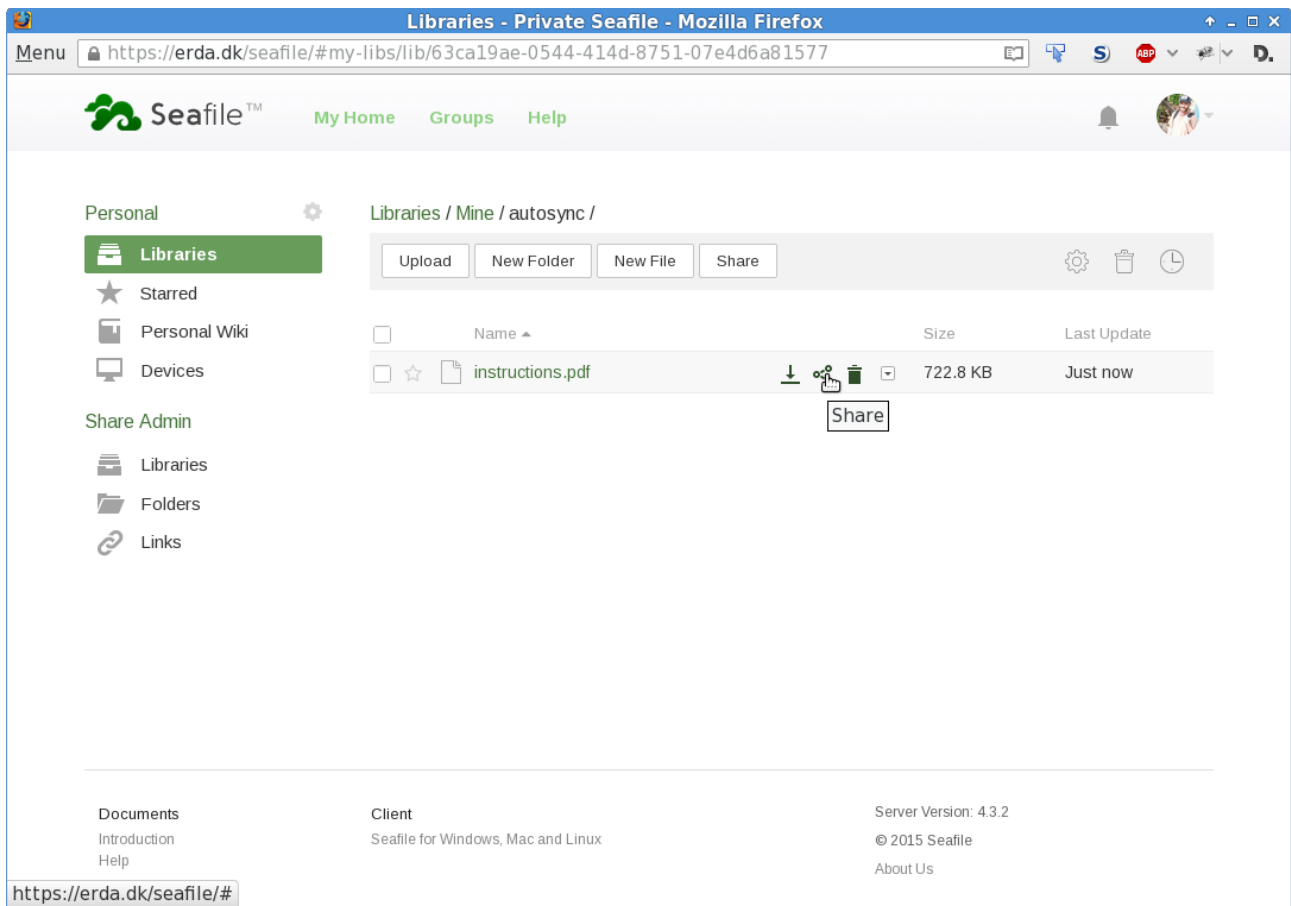 Libraries - Private Seafile - Mozilla Firefox
Menu https://erda.dk/seafile/#my-libs/lib/63ca19ae-0544-414d-8751-07e4d6a81577 S ABP D.
Seafile™ My Home Groups Help
Personal
Libraries
Starred
Personal Wiki
Devices
Share Admin
Libraries
Folders
Links
Libraries / Mine / autosync /
Upload New Folder New File Share
Name Size Last Update
instructions.pdf 722.8 KB Just now
Share
Documents
Introduction
Help
Client
Seafile for Windows, Mac and Linux
Server Version: 4.3.2
© 2015 Seafile
About Us
https://erda.dk/seafile/#